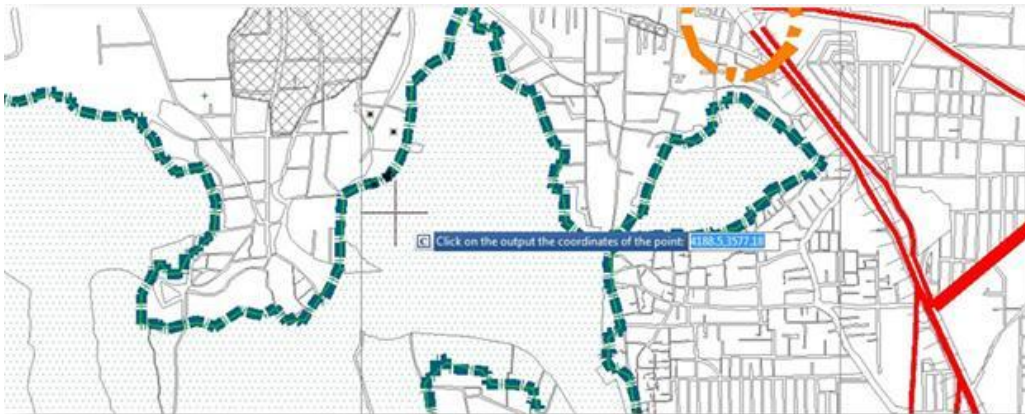 Click on the output the coordinates of the point: 4188.5,3577.18